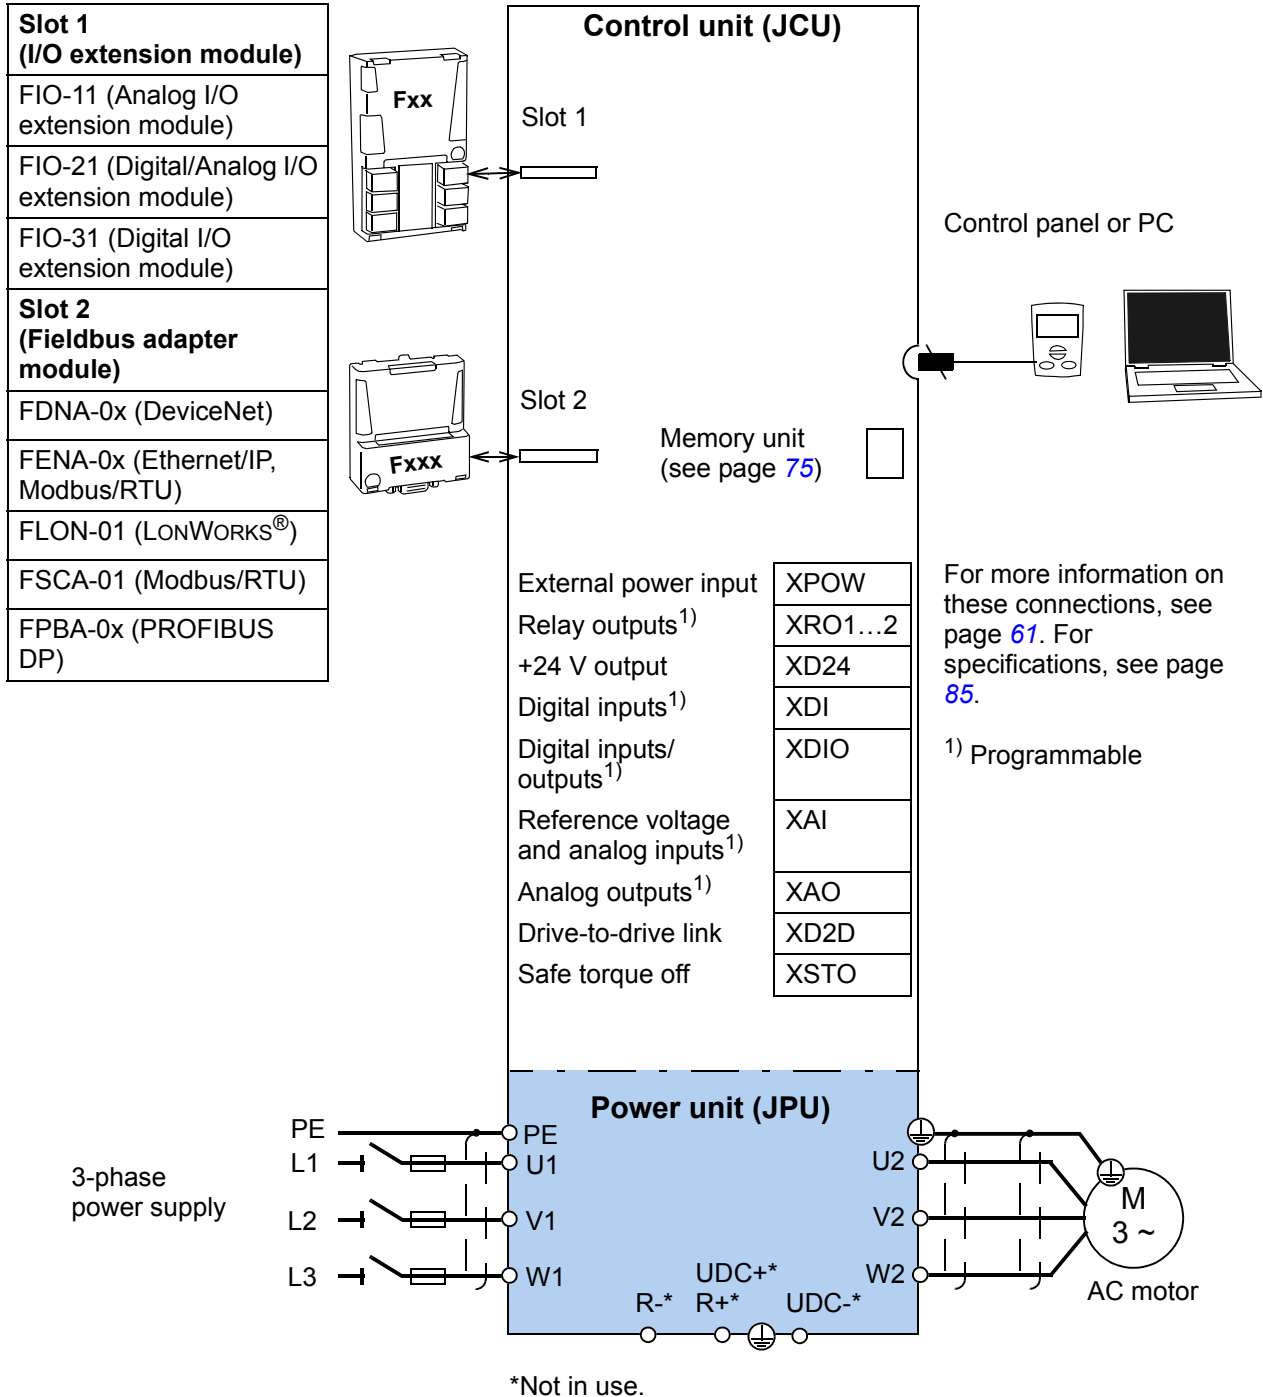 Slot 1
(I/O extension module)
FIO-11 (Analog I/O
extension module)
FIO-21 (Digital/Analog I/O
extension module)
FIO-31 (Digital I/O
extension module)
Slot 2
(Fieldbus adapter
module)
FDNA-0x (DeviceNet)
FENA-0x (Ethernet/IP,
Modbus/RTU)
FLON-01 (LONWORKS®)
FSCA-01 (Modbus/RTU)
FPBA-0x (PROFIBUS
DP)
Fxx
Fxxx
Control unit (JCU)
Slot 1
Slot 2
Memory unit
(see page 75)
Control panel or PC
External power input XPOW
Relay outputs1) XRO1…2
+24 V output XD24
Digital inputs1) XDI
Digital inputs/ XDIO
outputs1)
Reference voltage XAI
and analog inputs1)
Analog outputs1) XAO
Drive-to-drive link XD2D
Safe torque off XSTO
For more information on
these connections, see
page 61. For
specifications, see page
85.
1) Programmable
Power unit (JPU)
3-phase
power supply
PE PE
L1 U1 U2
L2 V1 V2
L3 W1 W2
UDC+*
R-* R+* UDC-*
M
3 ~
AC motor
*Not in use.